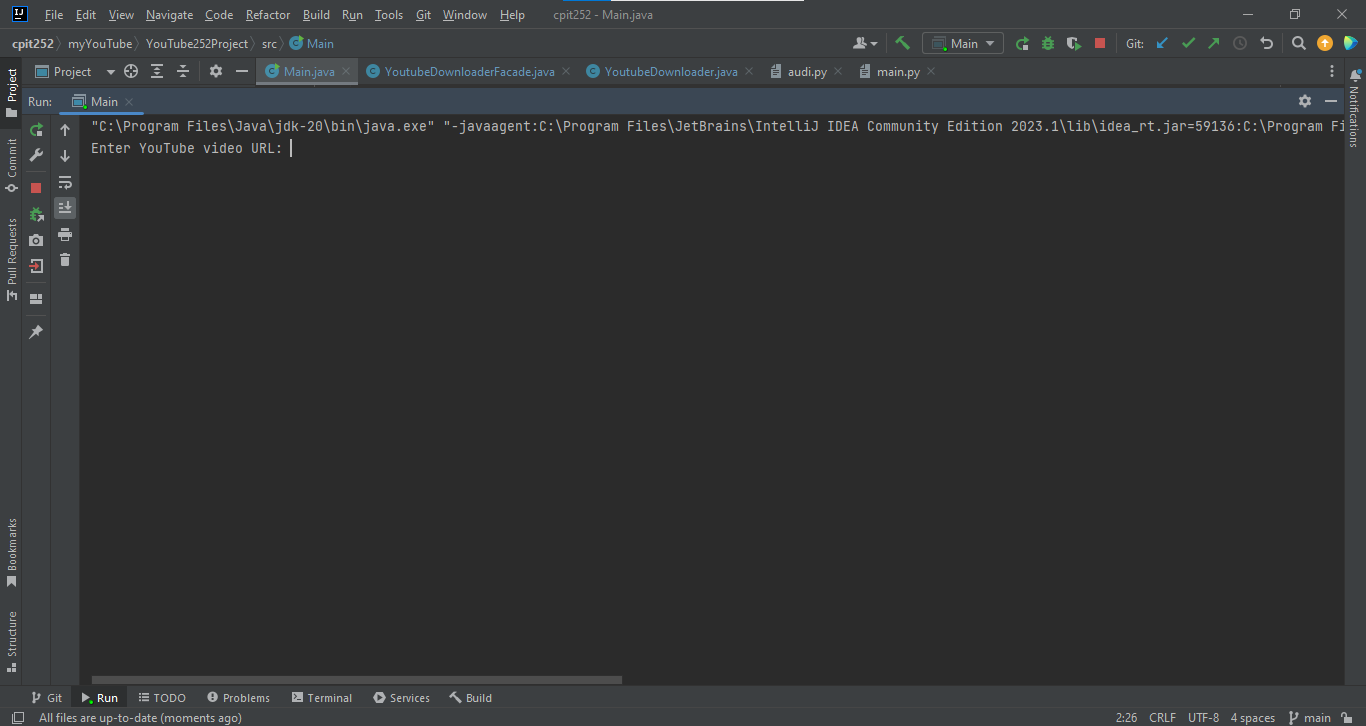 IJ File Edit View Navigate Code Refactor Build Run Tools Git Window Help cpit252 - Main.java
cpit252 myYouTube YouTube252Project src Main Main Git:
Project Main.java YoutubeDownloaderFacade.java YoutubeDownloader.java audi.py main.py
Run: Main
"C:\Program Files\Java\jdk-20\bin\java.exe" "-javaagent:C:\Program Files\JetBrains\IntelliJ IDEA Community Edition 2023.1\lib\idea_rt.jar=59136:C:\Program Fi
Enter YouTube video URL:
Project
Commit
Pull Requests
Bookmarks
Structure
Notifications
Git Run TODO Problems Terminal Services Build
All files are up-to-date (moments ago) 2:26 CRLF UTF-8 4 spaces main